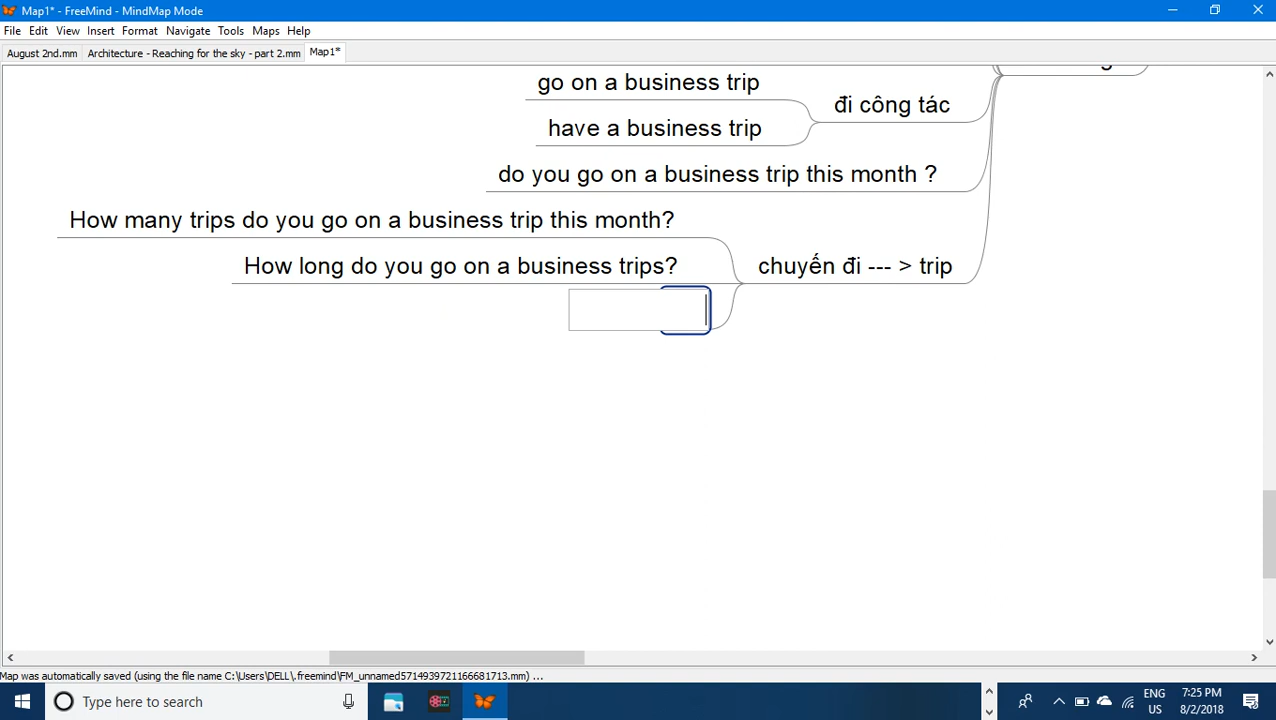 Map1* - FreeMind - MindMap Mode
File Edit View Insert Format Navigate Tools Maps Help
August 2nd.mm Architecture - Reaching for the sky - part 2.mm Map1*
go on a business trip
đi công tác
have a business trip
do you go on a business trip this month ?
How many trips do you go on a business trip this month?
How long do you go on a business trips?
chuyến đi --- > trip
Map was automatically saved (using the file name C:\Users\DELL\.freemind\FM_unnamed5714939721166681713.mm) ...
Type here to search
ENG
US
7:25 PM
8/2/2018